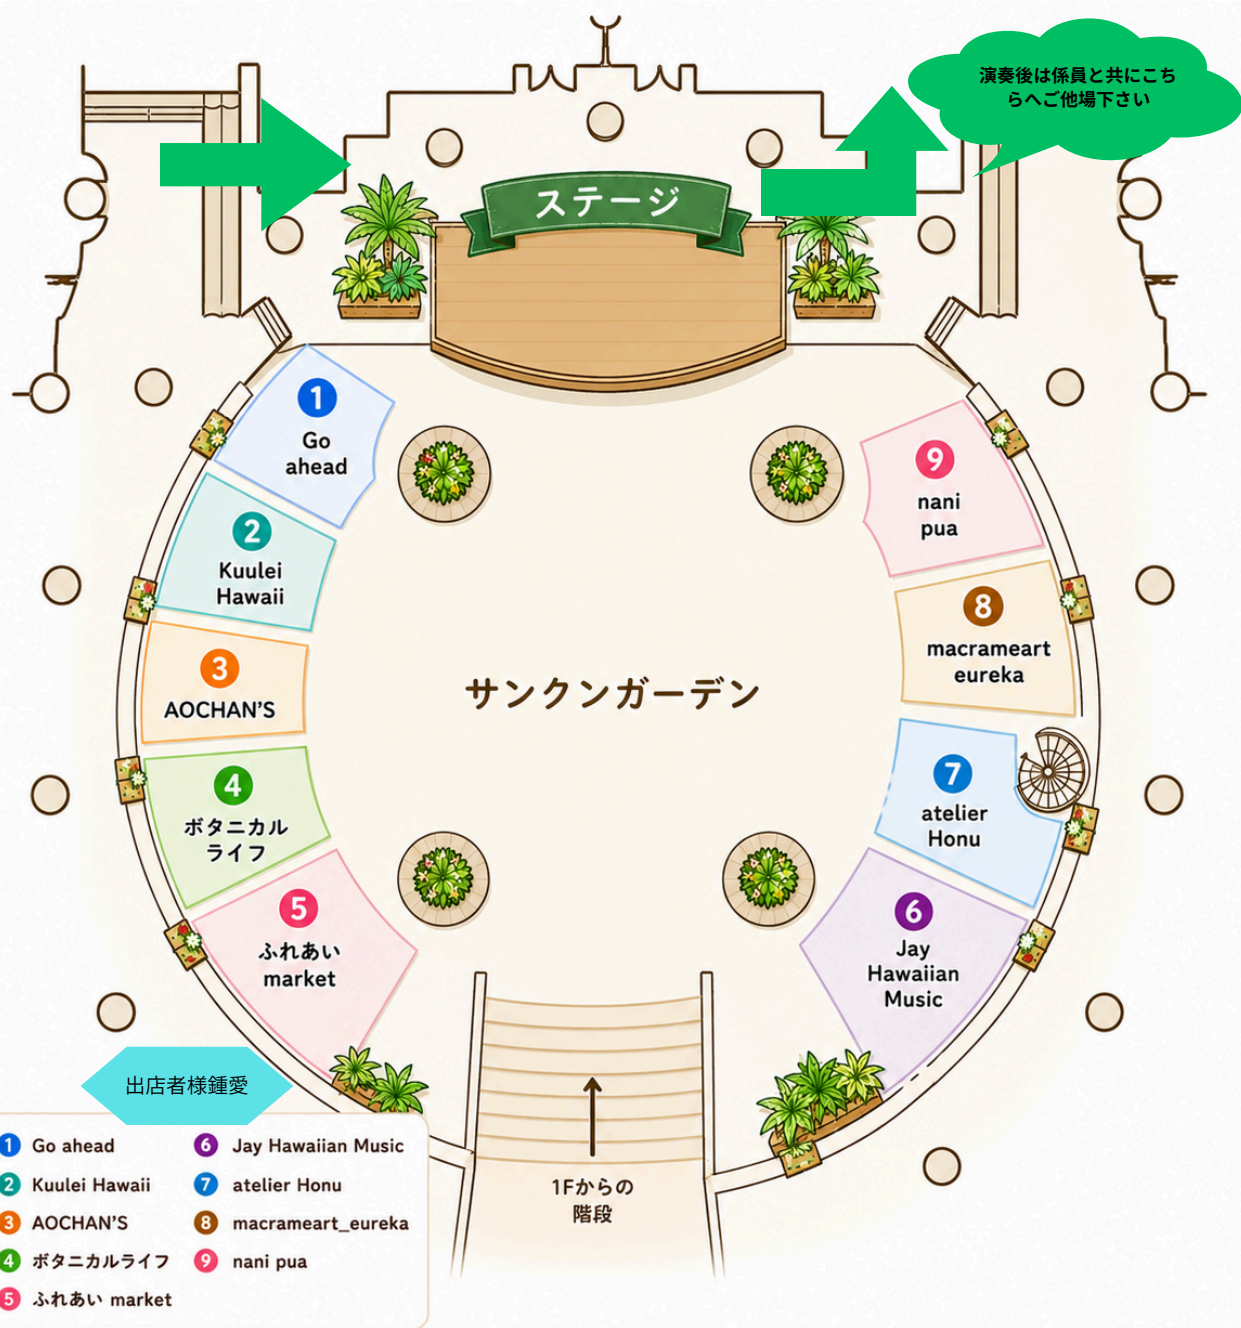 演奏後は係員と共にこち
らへご他場下さい
ステージ
1
Go
ahead
2
Kuulei
Hawaii
3
AOCHAN'S
4
ボタニカル
ライフ
5
ふれあい
market
サンクンガーデン
9
nani
pua
8
macrameart
eureka
7
atelier
Honu
6
Jay
Hawaiian
Music
1Fからの
階段
出店者様鍾愛
1 Go ahead
2 Kuulei Hawaii
3 AOCHAN'S
4 ボタニカルライフ
5 ふれあい market
6 Jay Hawaiian Music
7 atelier Honu
8 macrameart_eureka
9 nani pua